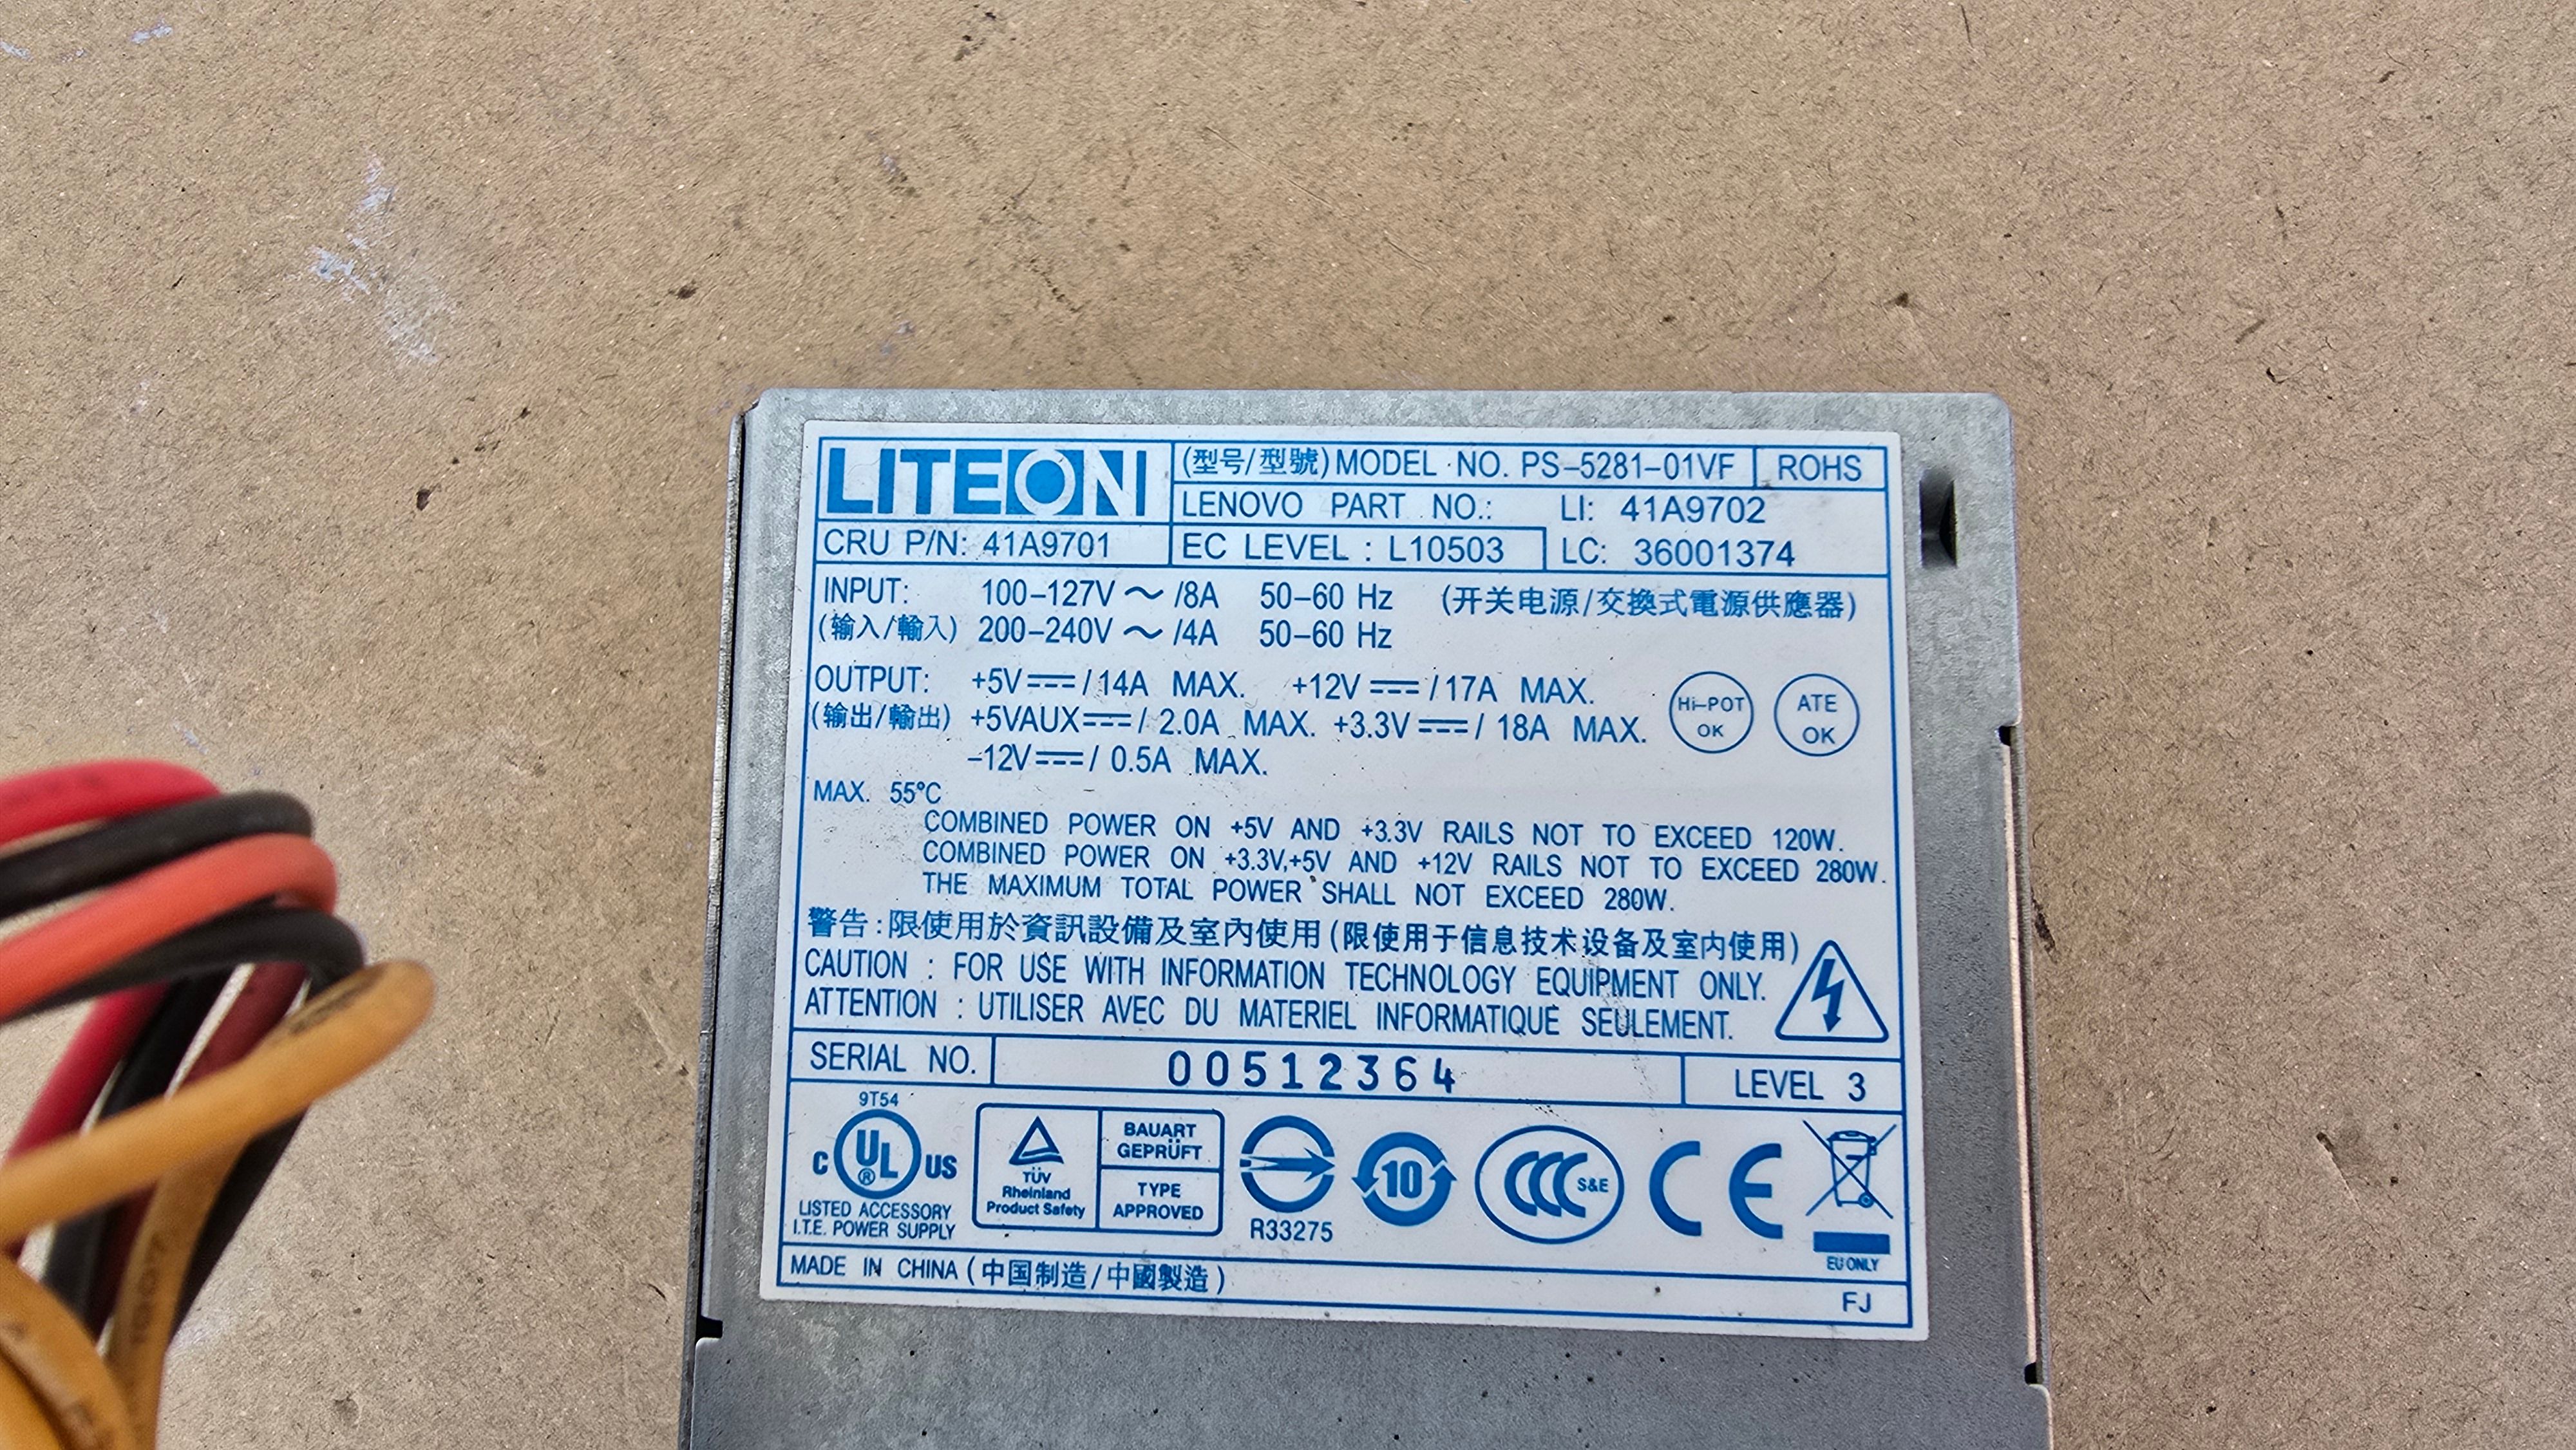 LITEON
(型号/型號)MODEL NO. PS-5281-01VF
ROHS
LENOVO PART NO.: LI: 41A9702
CRU P/N: 41A9701
EC LEVEL : L10503
LC: 36001374
INPUT: 100-127V ～ /8A 50-60 Hz (开关电源/交換式電源供應器)
(输入/輸入) 200-240V ～ /4A 50-60 Hz
OUTPUT: +5V⎓/14A MAX. +12V⎓/17A MAX.
(输出/輸出) +5VAUX⎓/ 2.0A MAX. +3.3V⎓/ 18A MAX.
-12V⎓/ 0.5A MAX.
Hi-POT
OK
ATE
OK
MAX. 55°C
COMBINED POWER ON +5V AND +3.3V RAILS NOT TO EXCEED 120W.
COMBINED POWER ON +3.3V,+5V AND +12V RAILS NOT TO EXCEED 280W.
THE MAXIMUM TOTAL POWER SHALL NOT EXCEED 280W.
警告:限使用於資訊設備及室內使用(限使用于信息技术设备及室内使用)
CAUTION : FOR USE WITH INFORMATION TECHNOLOGY EQUIPMENT ONLY.
ATTENTION : UTILISER AVEC DU MATERIEL INFORMATIQUE SEULEMENT.
SERIAL NO. 00512364 LEVEL 3
9T54
C UL ® US
LISTED ACCESSORY
I.T.E. POWER SUPPLY
TÜV
Rheinland
Product Safety
BAUART
GEPRÜFT
TYPE
APPROVED
R33275
10
CCC S&E
CE
EU ONLY
MADE IN CHINA (中国制造/中國製造)
FJ